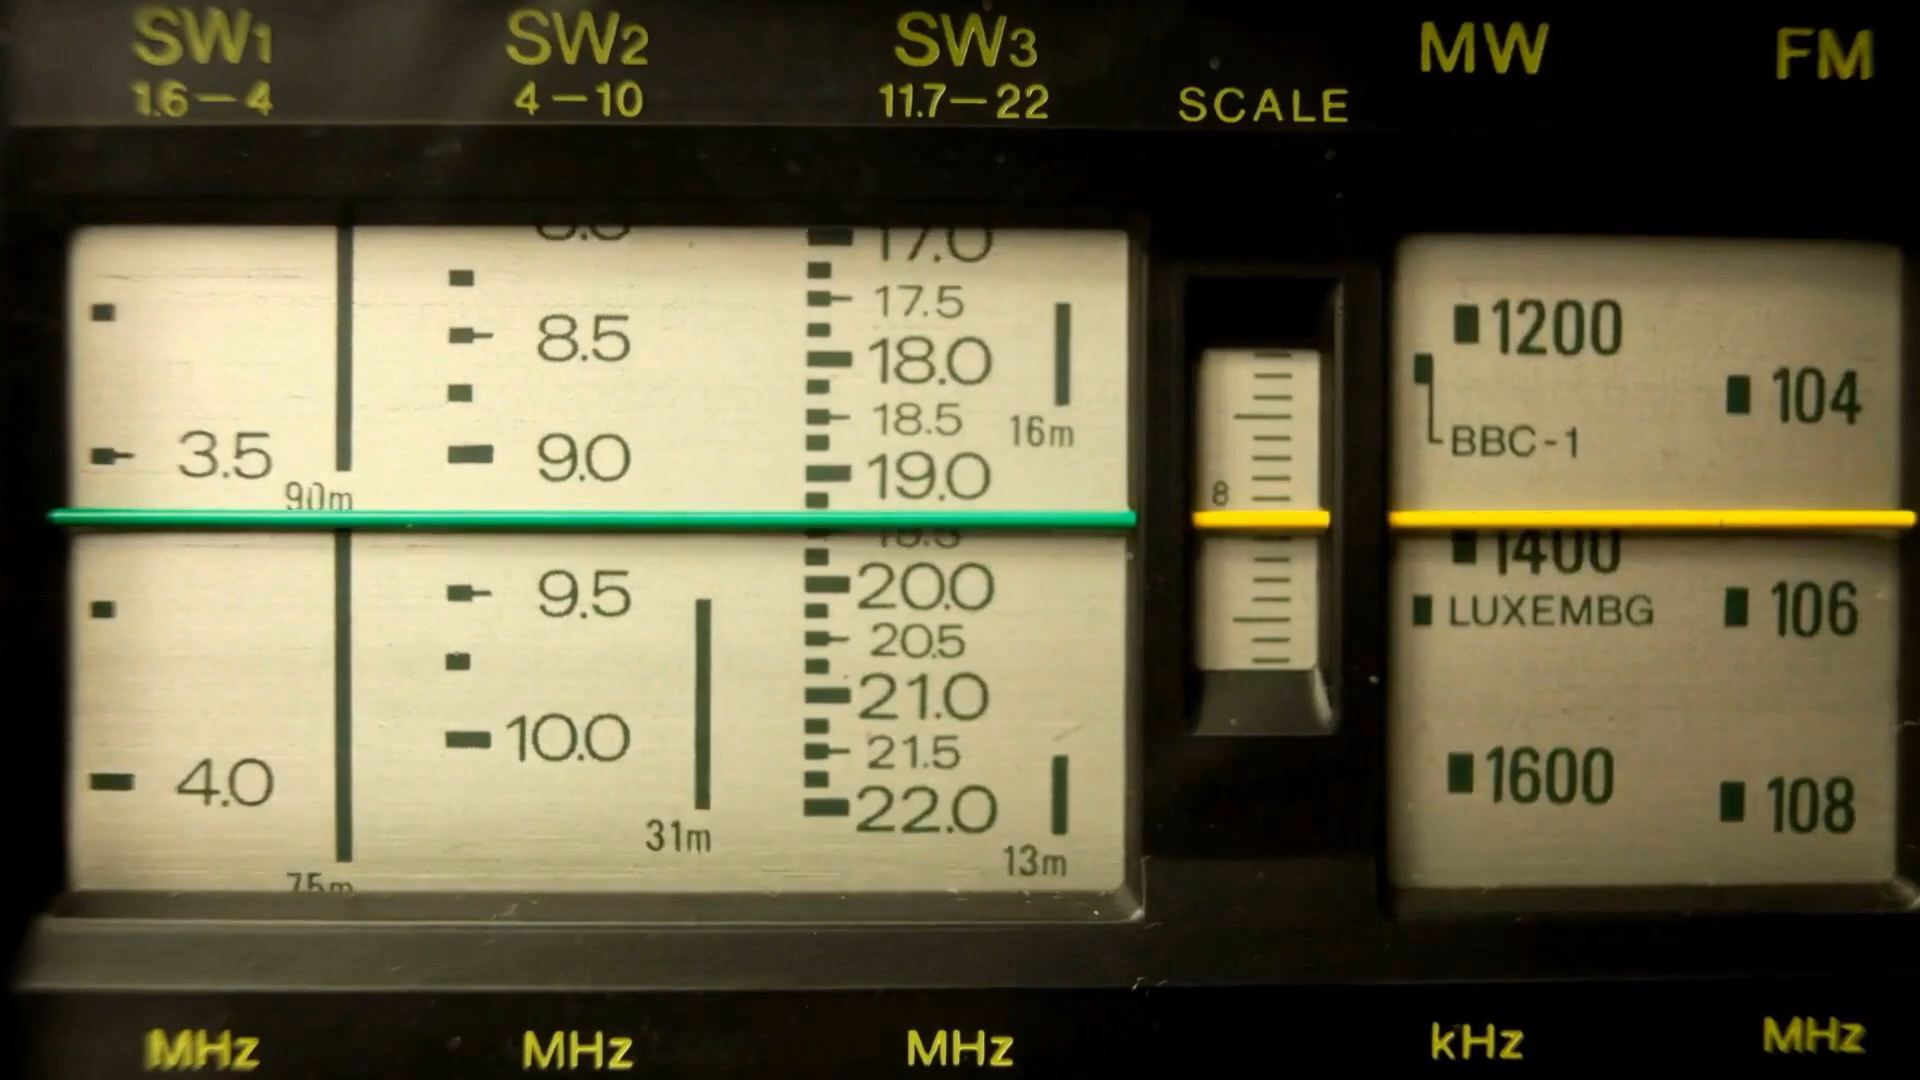 SW1 SW2 SW3 MW FM
1.6–4 4–10 11.7–22 SCALE
17.0
17.5
8.5 18.0 1200
18.5 104
3.5 9.0 16m BBC-1
19.0
90m 8
1400
9.5 20.0
20.5 LUXEMBG 106
21.0
10.0 21.5
4.0 22.0 1600 108
31m 13m
75m
MHz MHz MHz kHz MHz